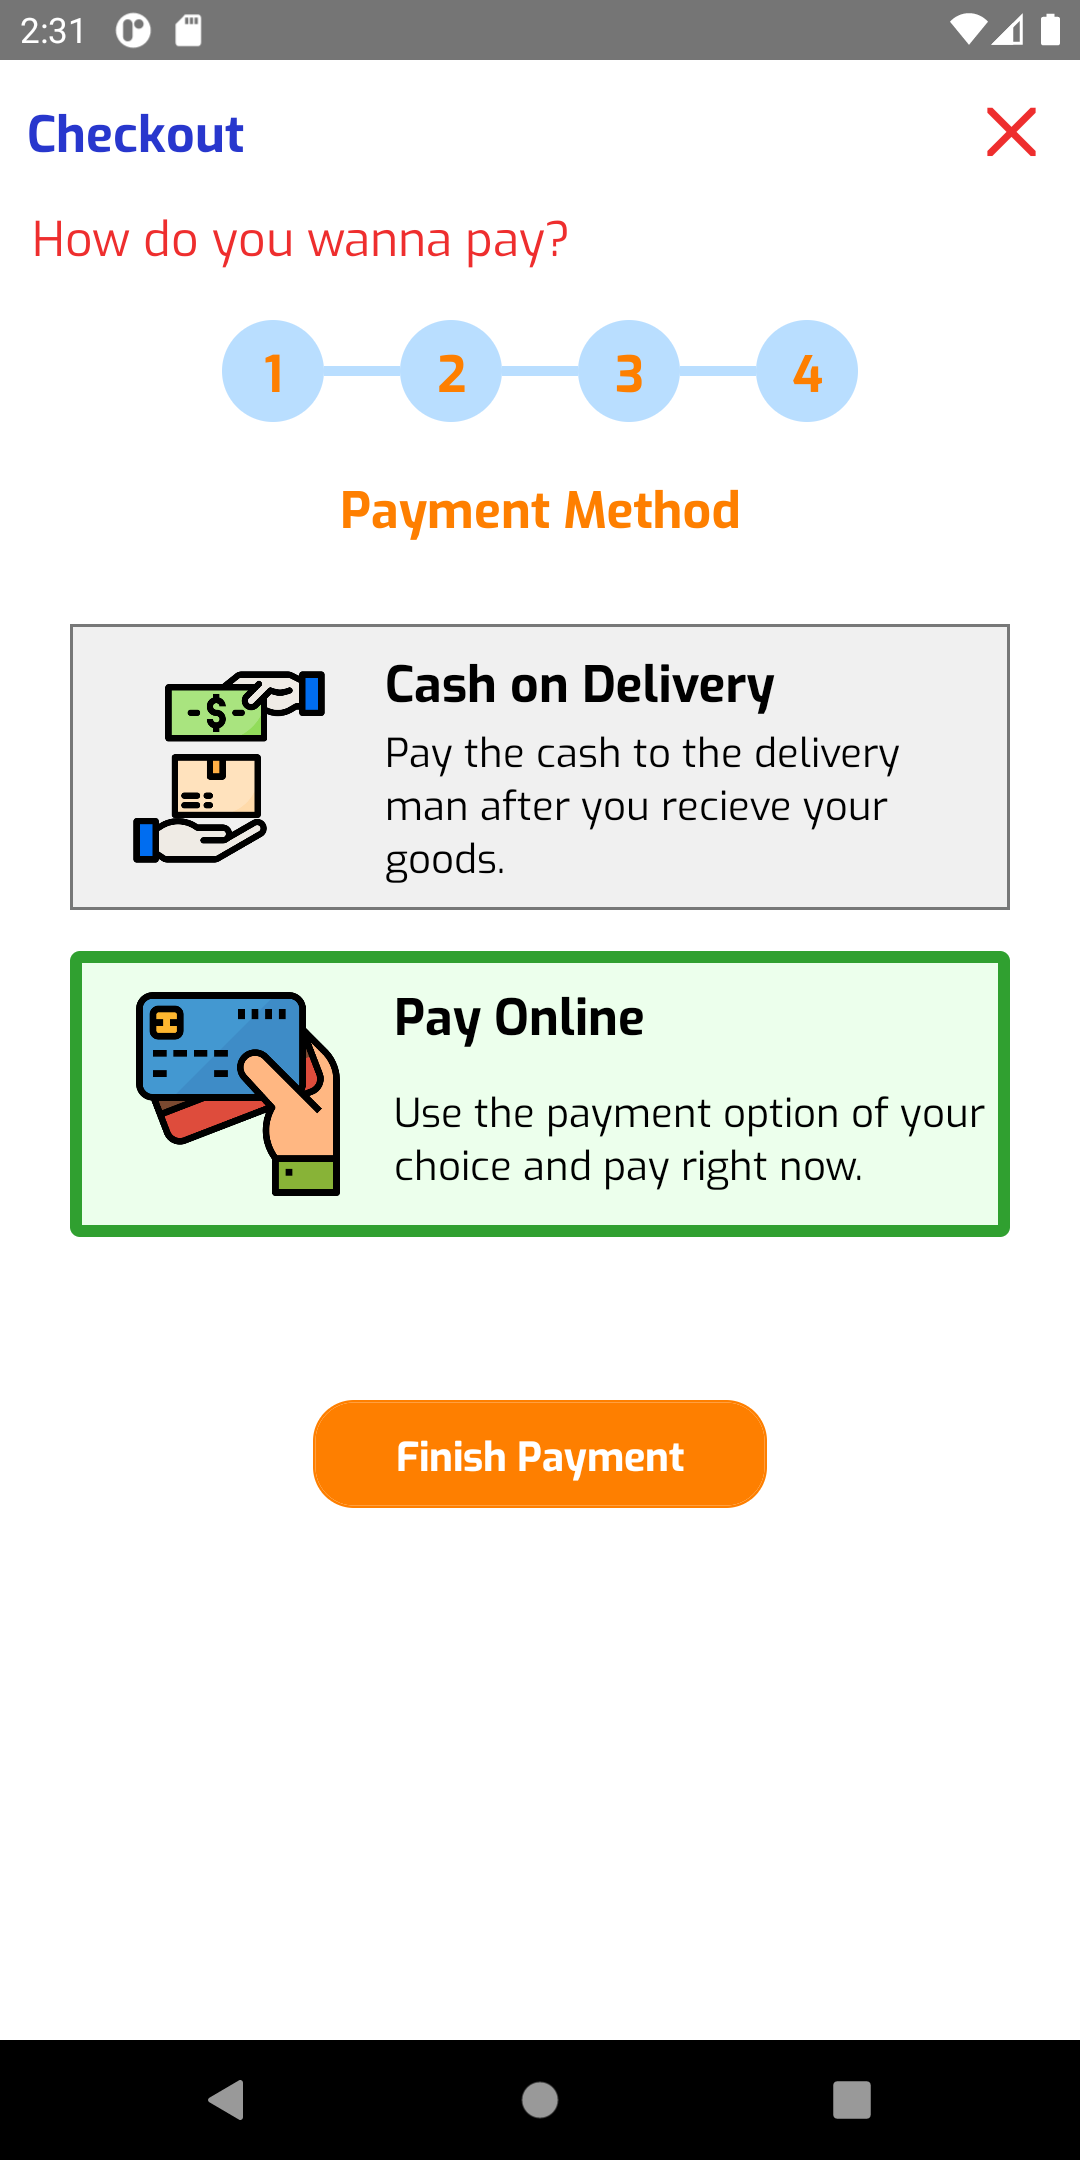 2:31
Checkout
How do you wanna pay?
1 2 3 4
Payment Method
$
Cash on Delivery
Pay the cash to the delivery
man after you recieve your
goods.
Pay Online
Use the payment option of your
choice and pay right now.
Finish Payment